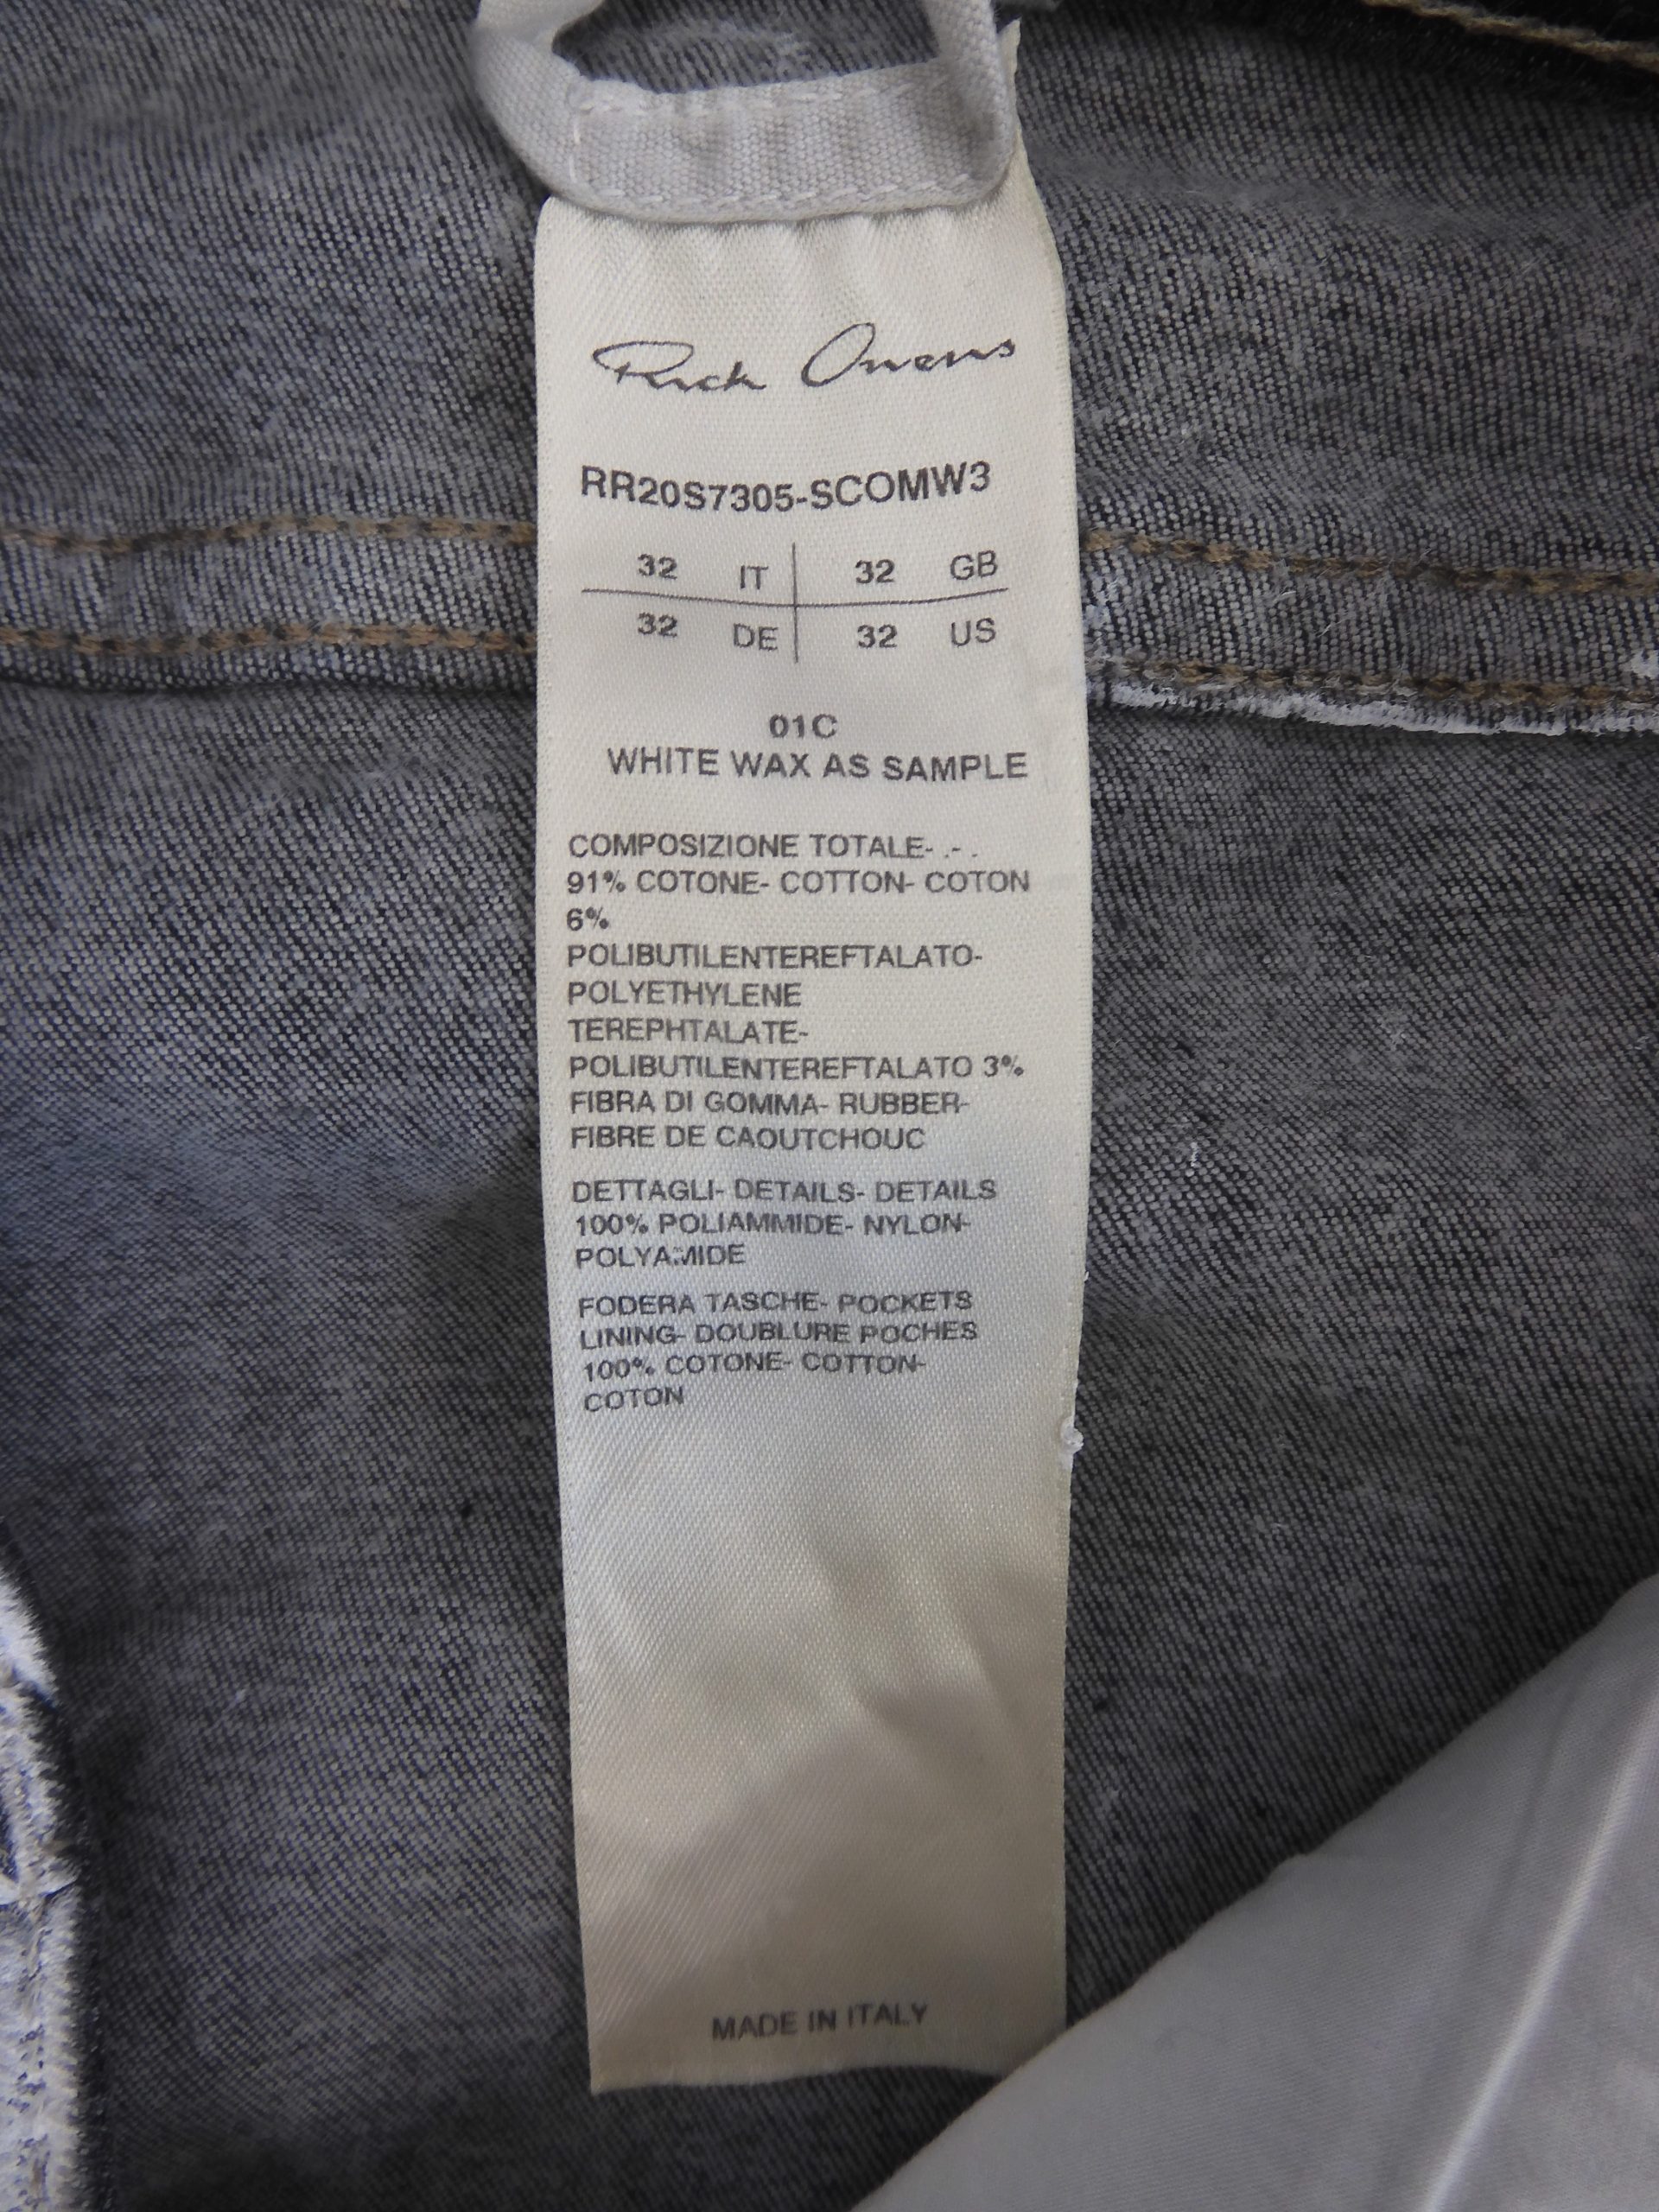 Rick Owens
RR20S7305-SCOMW3
32 IT 32 GB
32 DE 32 US
01C
WHITE WAX AS SAMPLE
COMPOSIZIONE TOTALE- .- .
91% COTONE- COTTON- COTON
6%
POLIBUTILENTEREFTALATO-
POLYETHYLENE
TEREPHTALATE-
POLIBUTILENTEREFTALATO 3%
FIBRA DI GOMMA- RUBBER-
FIBRE DE CAOUTCHOUC
DETTAGLI- DETAILS- DETAILS
100% POLIAMMIDE- NYLON-
POLYAMIDE
FODERA TASCHE- POCKETS
LINING- DOUBLURE POCHES
100% COTONE- COTTON-
COTON
MADE IN ITALY